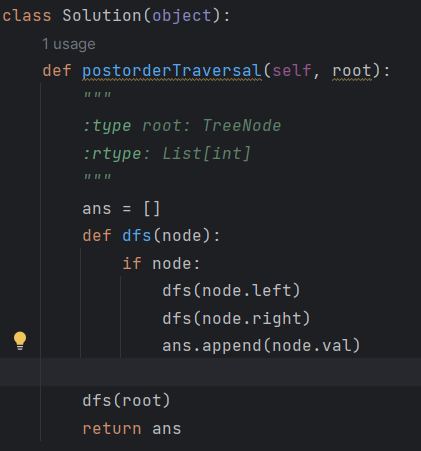 class Solution(object):
1 usage
def postorderTraversal(self, root):
"""
:type root: TreeNode
:rtype: List[int]
"""
ans = []
def dfs(node):
if node:
dfs(node.left)
dfs(node.right)
ans.append(node.val)
dfs(root)
return ans